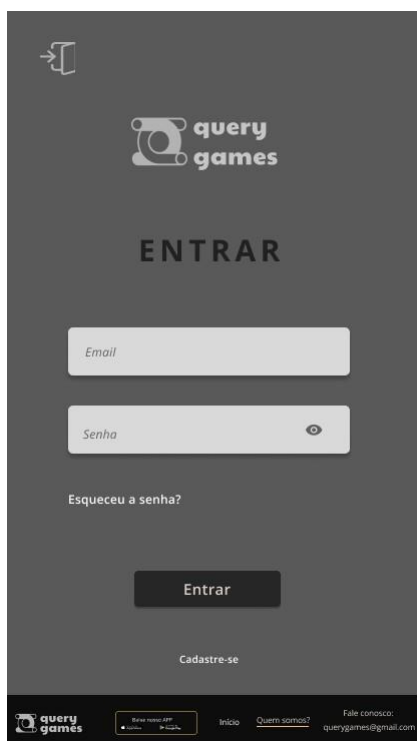 query
games
ENTRAR
Email
Senha
Esqueceu a senha?
Entrar
Cadastre-se
query
games
Baixe nosso APP
Início
Quem somos?
Fale conosco:
querygames@gmail.com